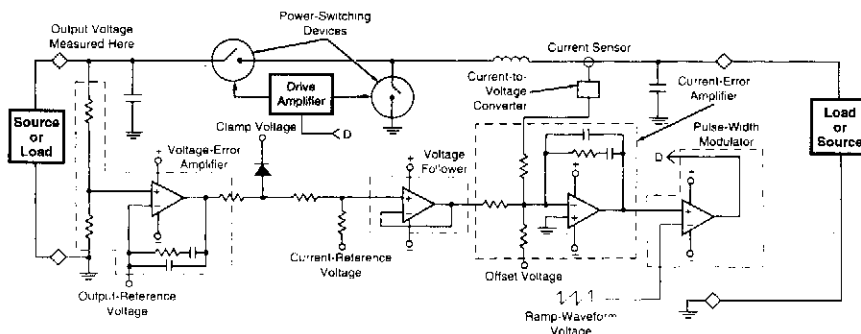 Output Voltage
Measured Here
Power-Switching
Devices
Current Sensor
Current-to-
Voltage
Converter
Current-Error
Amplifier
Drive
Amplifier
Source
or
Load
Clamp Voltage
D
Load
or
Source
Voltage-Error
Amplifier
Voltage
Follower
Pulse-Width
Modulator
D
Current-Reference
Voltage
Offset Voltage
Output-Reference
Voltage
Ramp-Waveform
Voltage